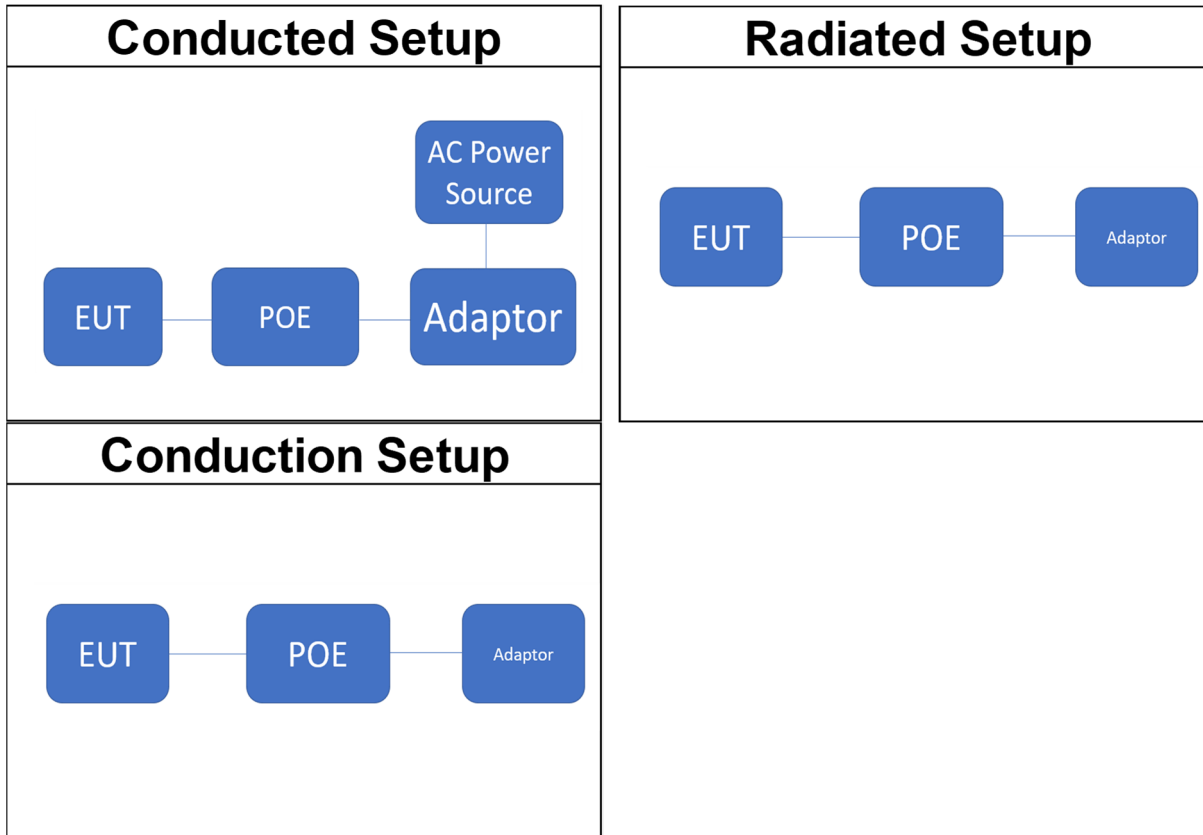 Conducted Setup
AC Power
Source
EUT
POE
Adaptor
Radiated Setup
EUT
POE
Adaptor
Conduction Setup
EUT
POE
Adaptor